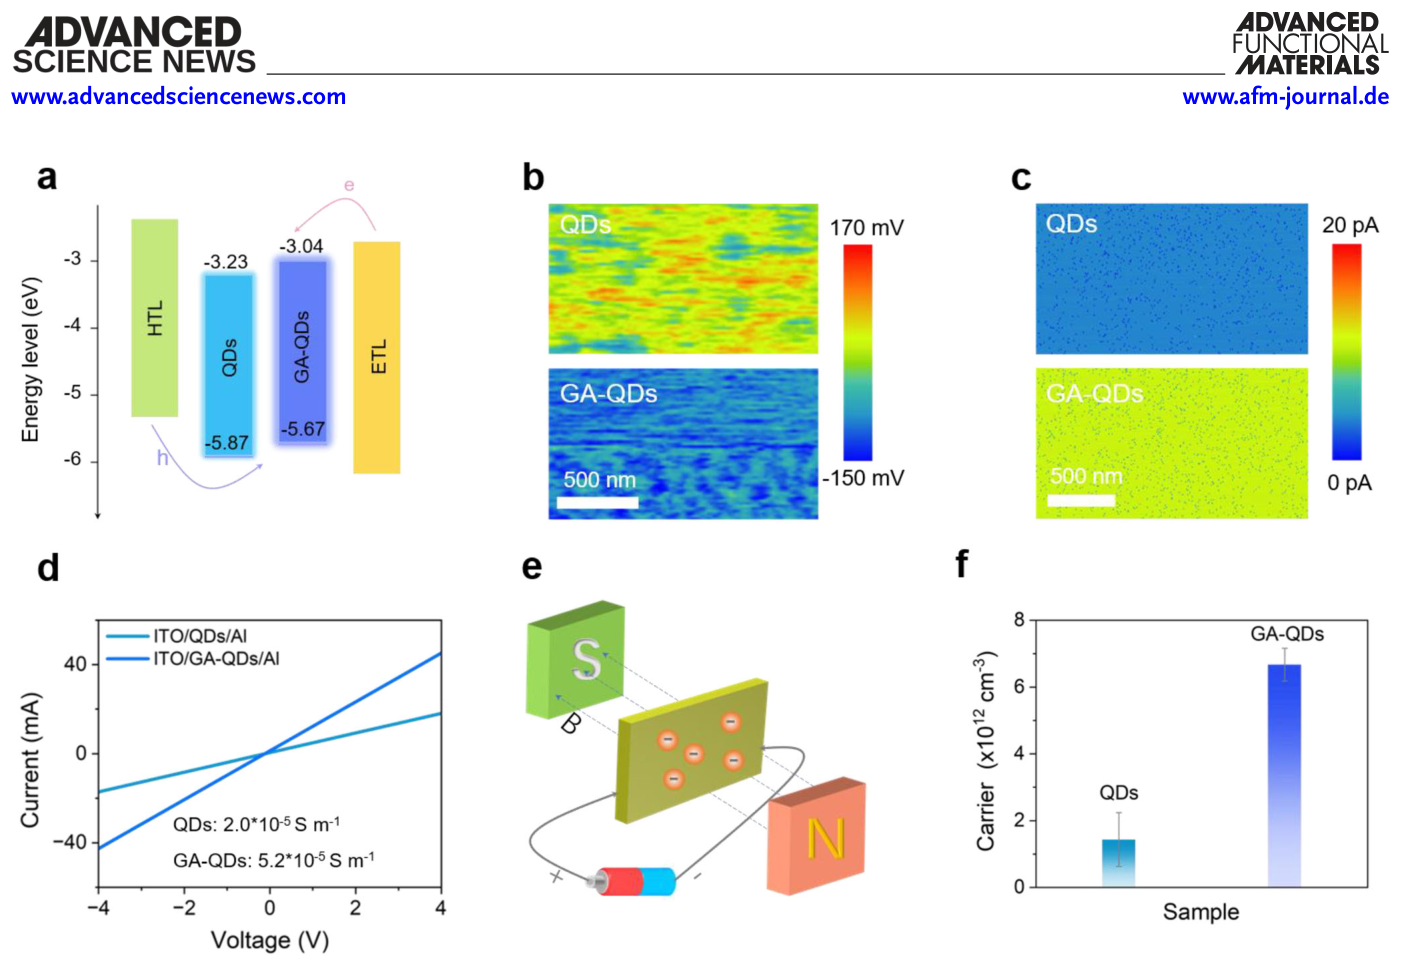 ADVANCED
SCIENCE NEWS
www.advancedsciencenews.com
ADVANCED
FUNCTIONAL
MATERIALS
www.afm-journal.de
a
Energy level (eV)
-3
-4
-5
-6
HTL
-3.23
QDs
-5.87
-3.04
GA-QDs
-5.67
ETL
e
h
b
QDs
GA-QDs
500 nm
170 mV
-150 mV
c
QDs
GA-QDs
500 nm
20 pA
0 pA
d
ITO/QDs/Al
ITO/GA-QDs/Al
Current (mA)
40
0
−40
QDs: 2.0*10⁻⁵ S m⁻¹
GA-QDs: 5.2*10⁻⁵ S m⁻¹
−4
−2
0
2
4
Voltage (V)
e
S
B
N
+
-
f
Carrier (x10¹² cm⁻³)
8
6
4
2
0
QDs
GA-QDs
Sample